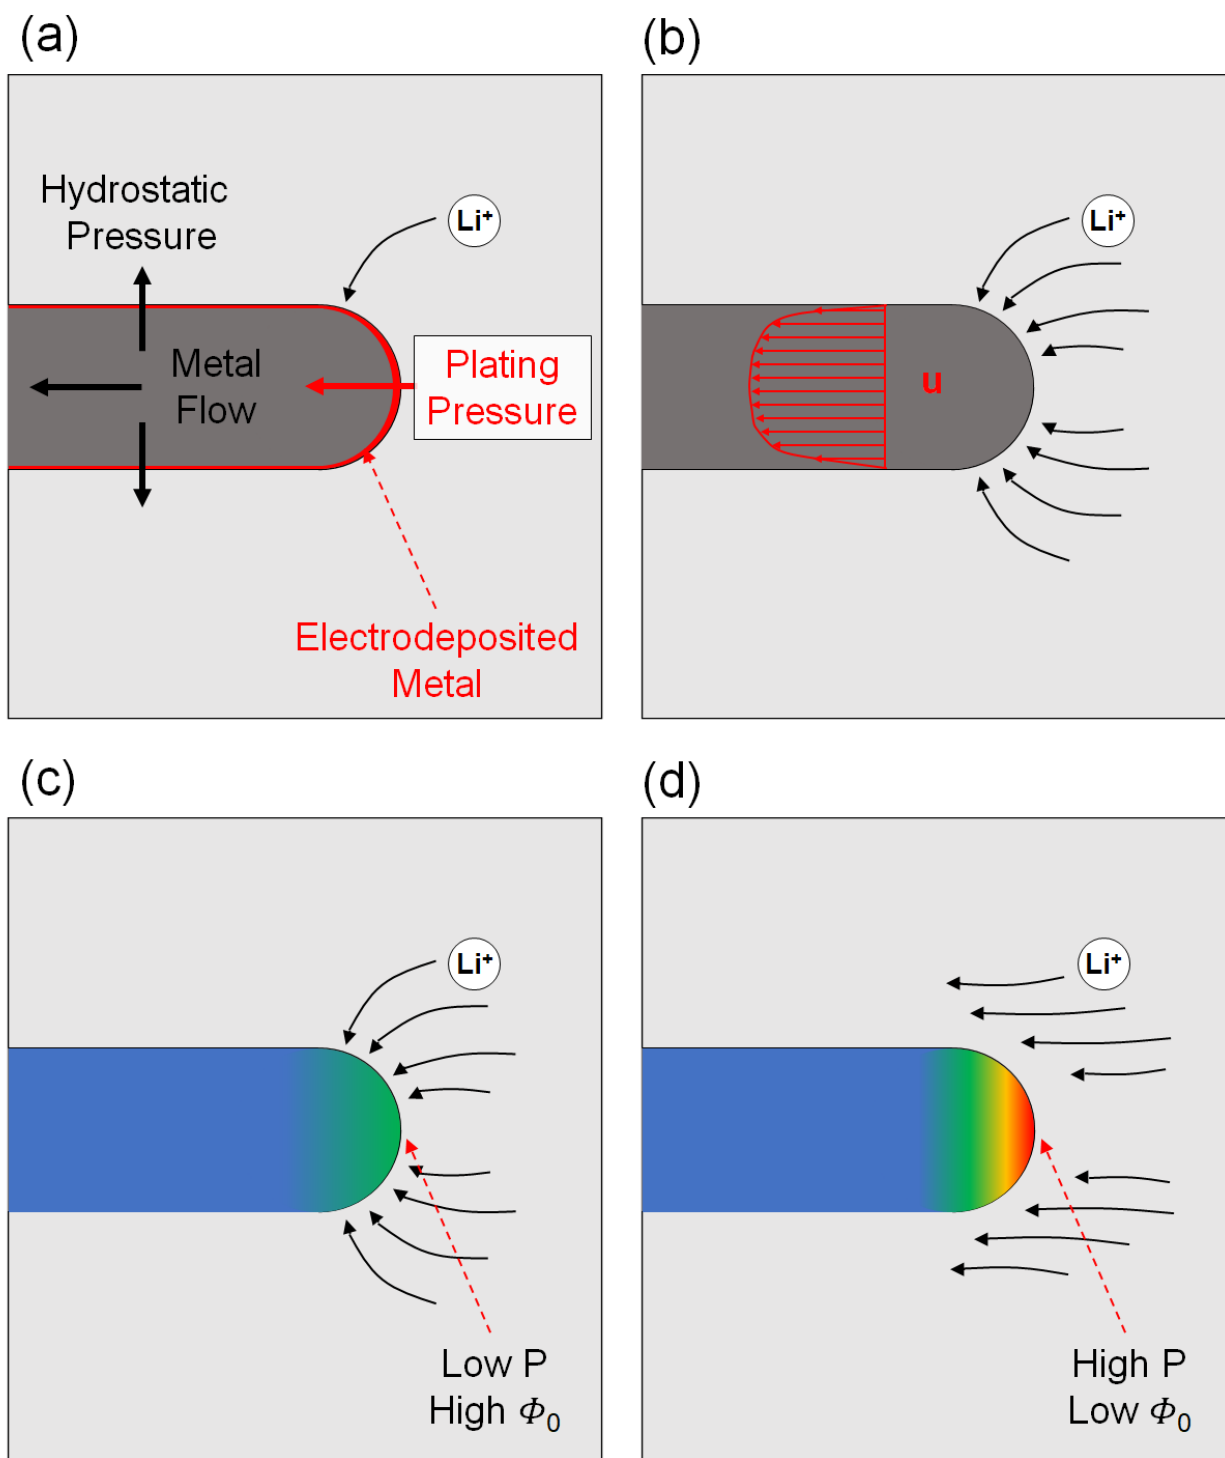 (a)
Hydrostatic
Pressure
Li⁺
Metal
Flow
Plating
Pressure
Electrodeposited
Metal
(b)
Li⁺
u
(c)
Li⁺
Low P
High Φ₀
(d)
Li⁺
High P
Low Φ₀